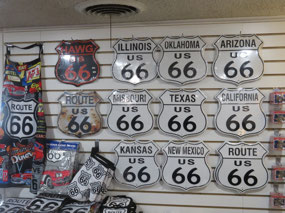 HAWG
66
ILLINOIS
US
66
OKLAHOMA
US
66
ARIZONA
US
66
ROUTE
66
ROUTE
66
MISSOURI
US
66
TEXAS
US
66
CALIFORNIA
US
66
KANSAS
US
66
NEW MEXICO
US
66
ROUTE
US
66